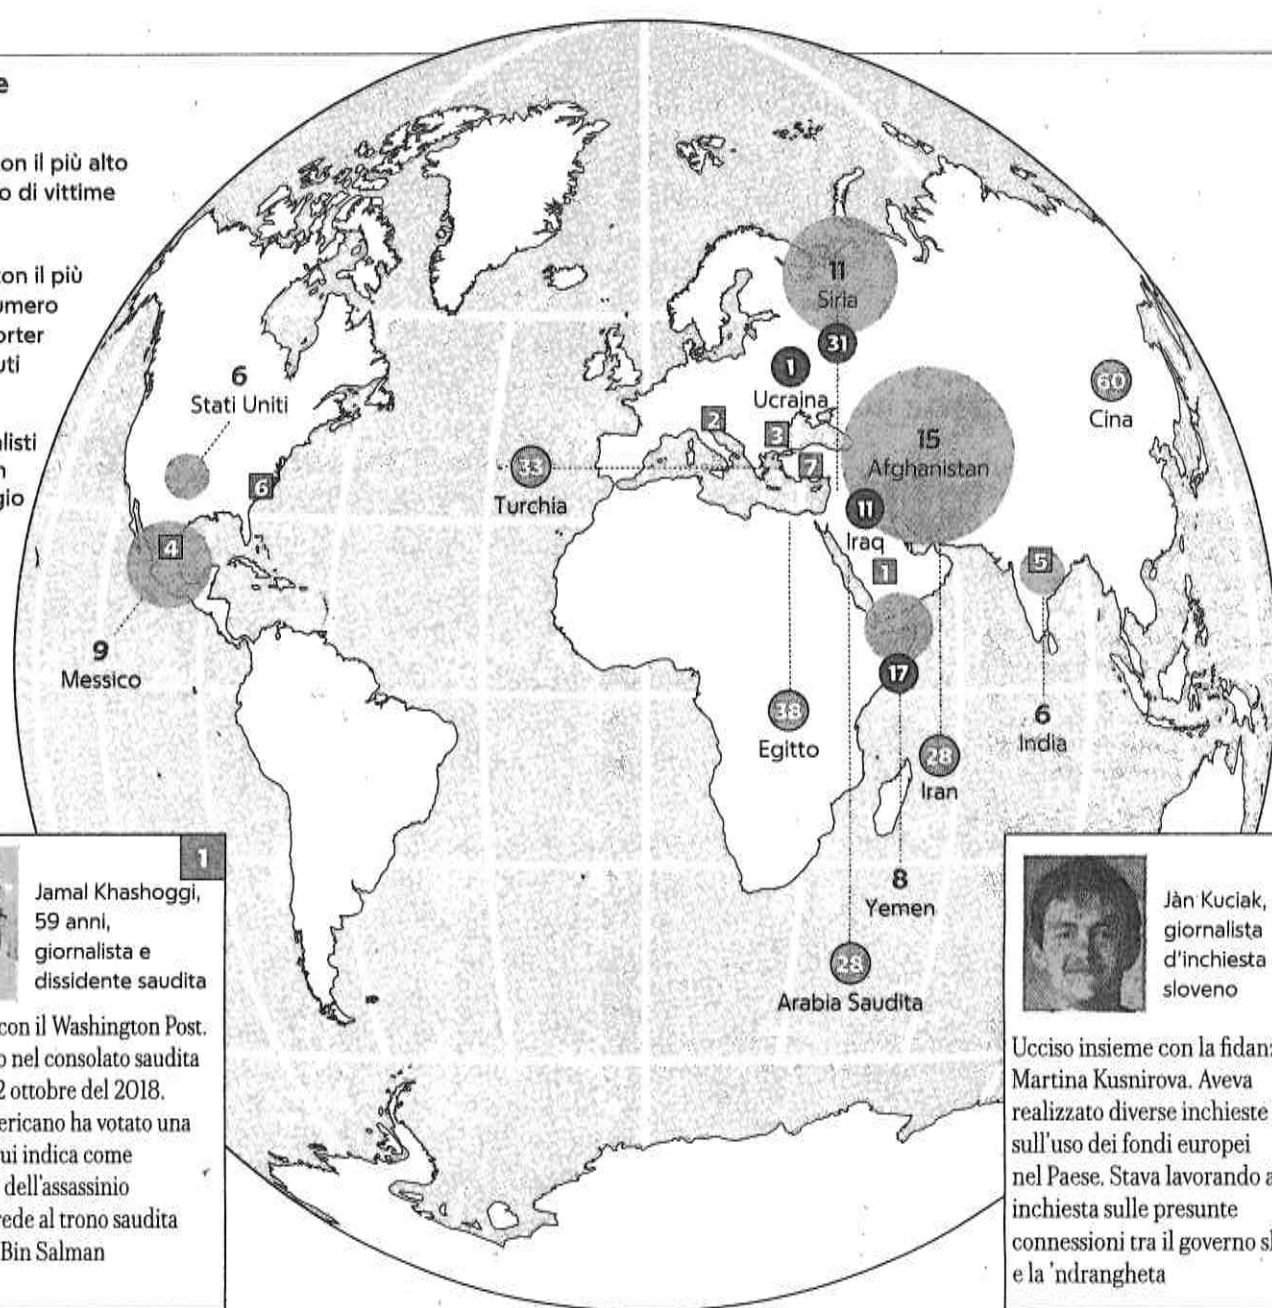 e
on il più alto
o di vittime
on il più
umero
orter
uti
alisti
n
gio
6
Stati Uniti
6
4
9
Messico
11
Siria
31
1
Ucraina
2
3
7
33
Turchia
15
Afghanistan
11
Iraq
1
60
Cina
5
17
38
Egitto
6
India
28
Iran
8
Yemen
28
Arabia Saudita
1
Jamal Khashoggi,
59 anni,
giornalista e
dissidente saudita
con il Washington Post.
o nel consolato saudita
2 ottobre del 2018.
ericano ha votato una
ui indica come
dell'assassinio
rede al trono saudita
Bin Salman
Jàn Kuciak,
giornalista
d'inchiesta
sloveno
Ucciso insieme con la fidanz
Martina Kusnirova. Aveva
realizzato diverse inchieste
sull'uso dei fondi europei
nel Paese. Stava lavorando a
inchiesta sulle presunte
connessioni tra il governo sl
e la 'ndrangheta